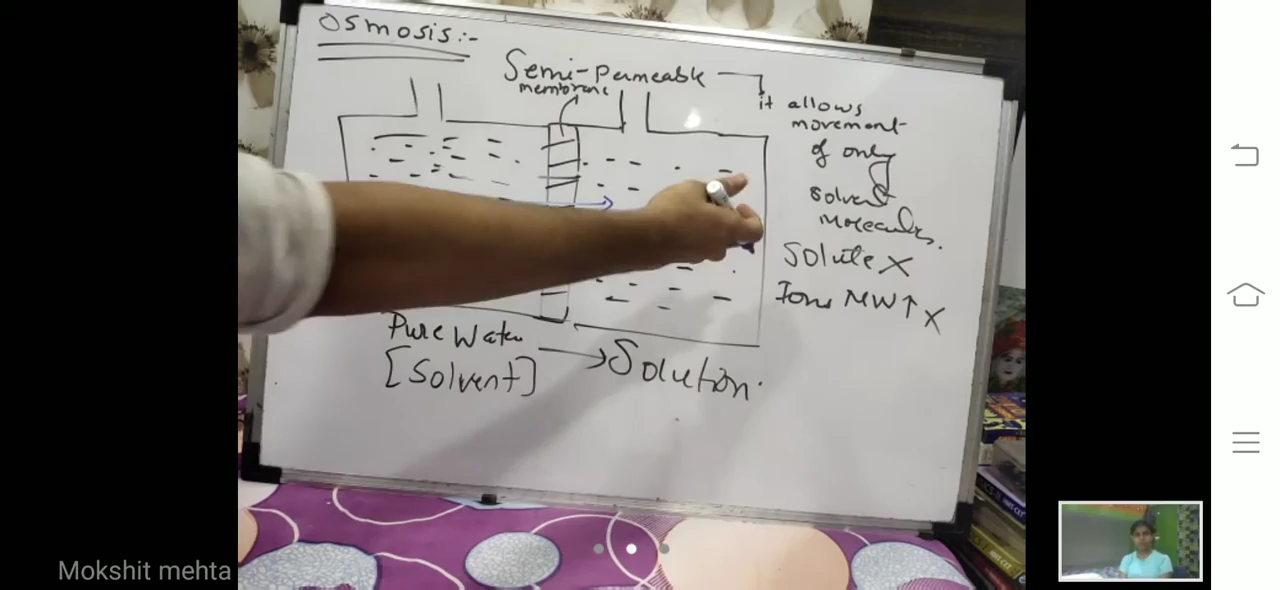 Osmosis:-
Semi-Permeable
membrane
it allows
movement
of only
solvent
molecules.
Solute X
Ions MW↑ X
Pure Water
[Solvent]
Solution.
Mokshit mehta